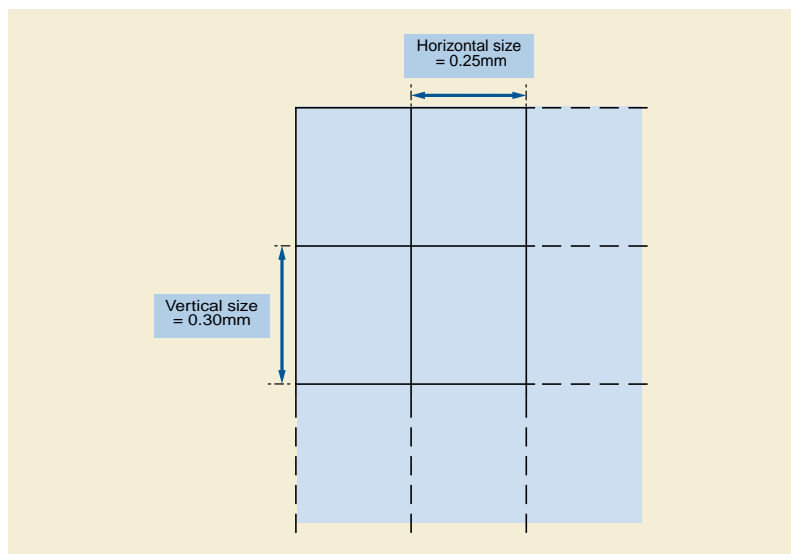 Horizontal size
= 0.25mm
Vertical size
= 0.30mm